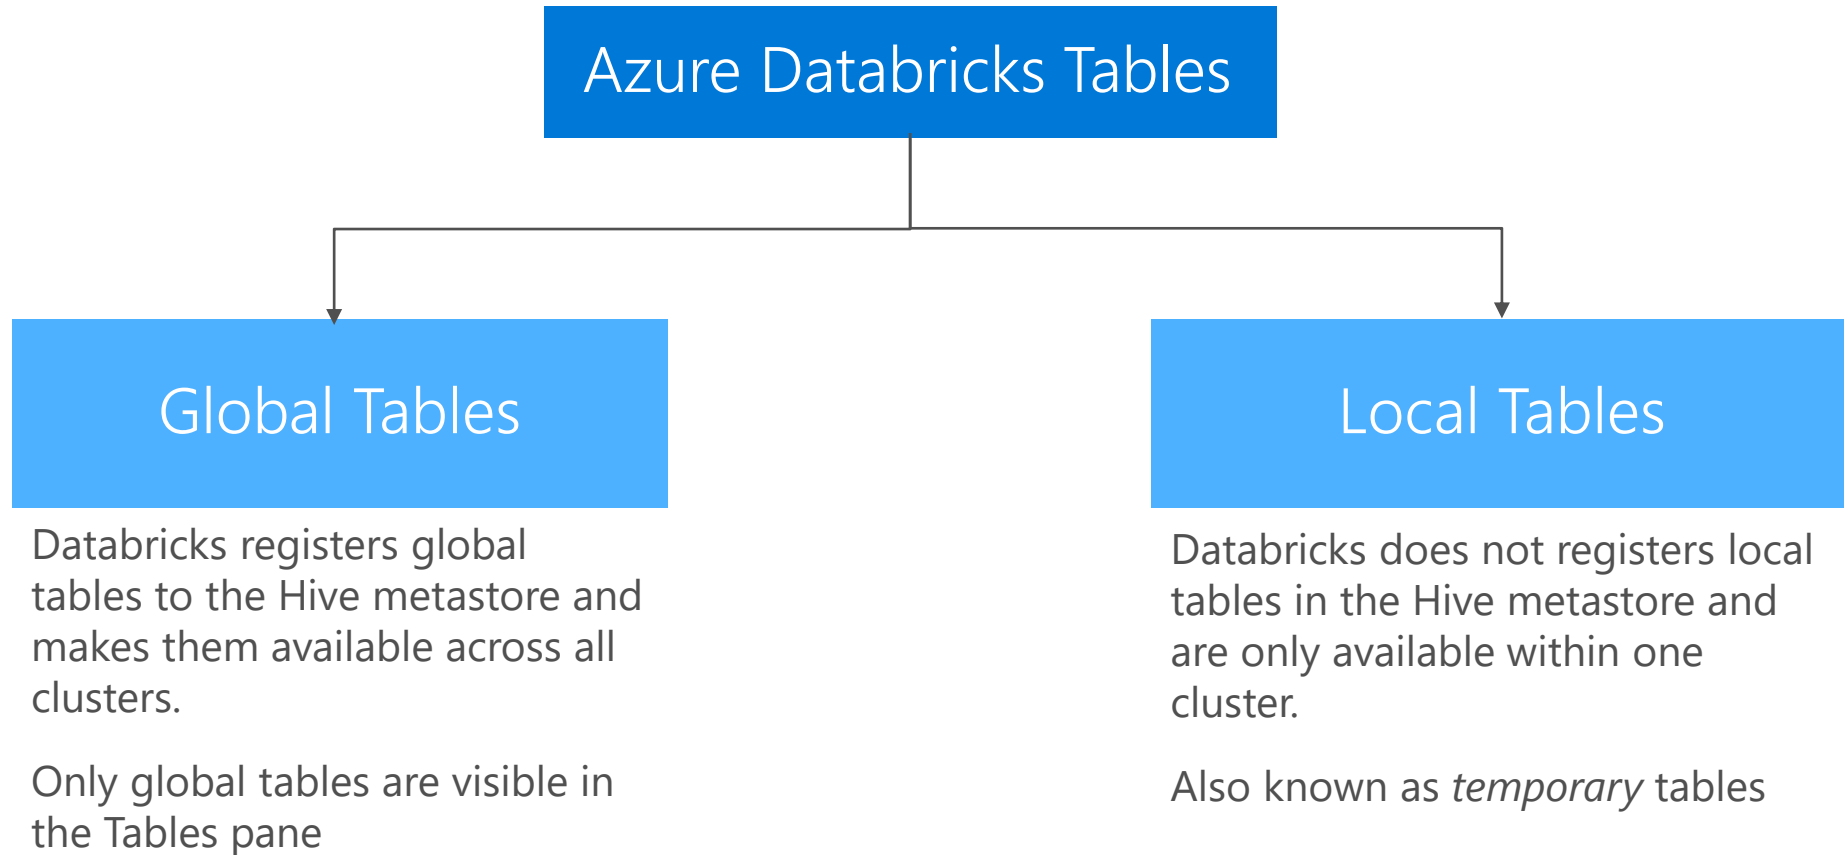 Azure Databricks Tables
Global Tables
Databricks registers global
tables to the Hive metastore and
makes them available across all
clusters.
Only global tables are visible in
the Tables pane
Local Tables
Databricks does not registers local
tables in the Hive metastore and
are only available within one
cluster.
Also known as temporary tables